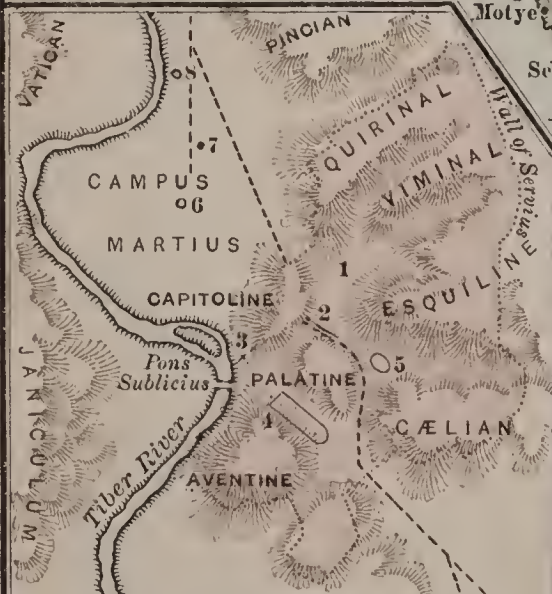 Motye
VATICAN
PINCIAN
Wall of Servius
8
QUIRINAL
7
VIMINAL
CAMPUS
6
MARTIUS
1
ESQUILINE
CAPITOLINE
2
3
5
Pons
Sublicius
PALATINE
JANICULUM
4
CÆLIAN
Tiber River
AVENTINE